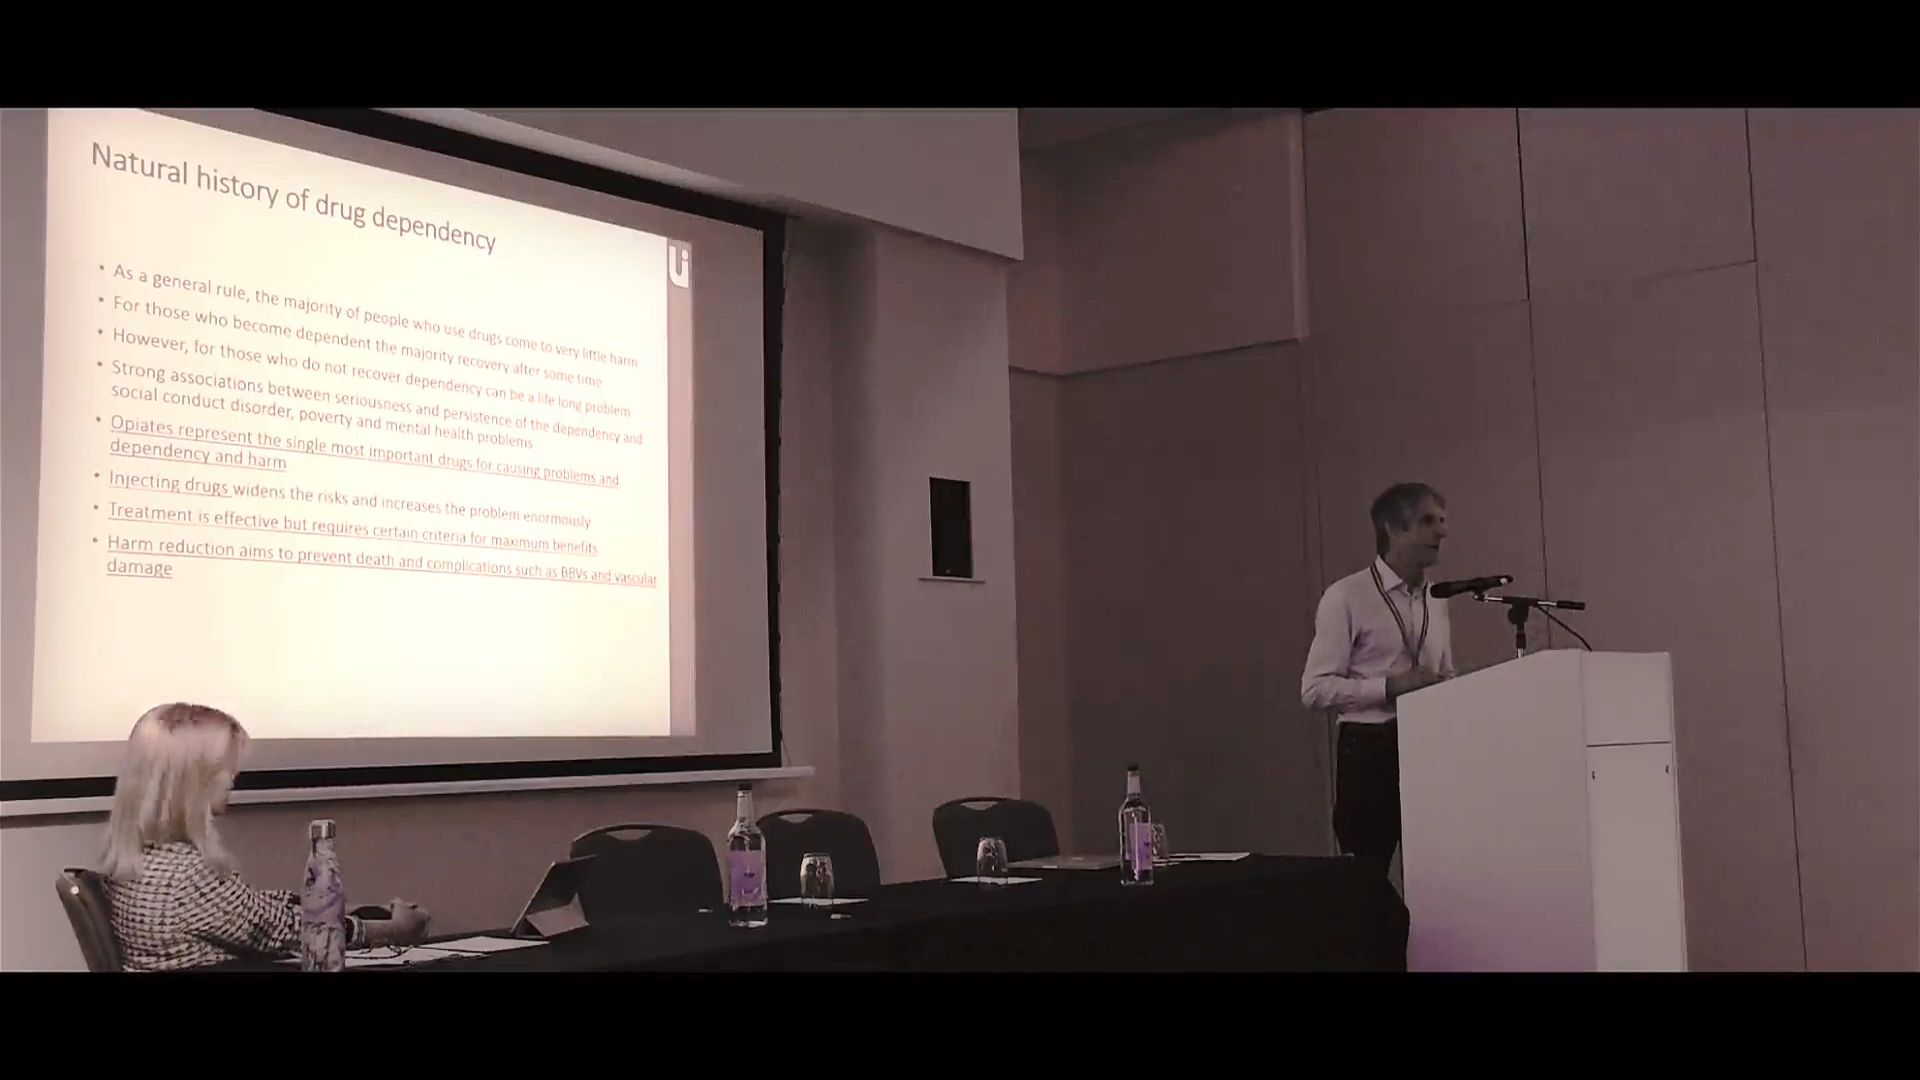 Natural history of drug dependency
• As a general rule, the majority of people who use drugs come to very little harm
• For those who become dependent the majority recovery after some time
• However, for those who do not recover dependency can be a life long problem
• Strong associations between seriousness and persistence of the dependency and
social conduct disorder, poverty and mental health problems
• Opiates represent the single most important drugs for causing problems and
dependency and harm
• Injecting drugs widens the risks and increases the problem enormously
• Treatment is effective but requires certain criteria for maximum benefits
• Harm reduction aims to prevent death and complications such as BBVs and vascular
damage